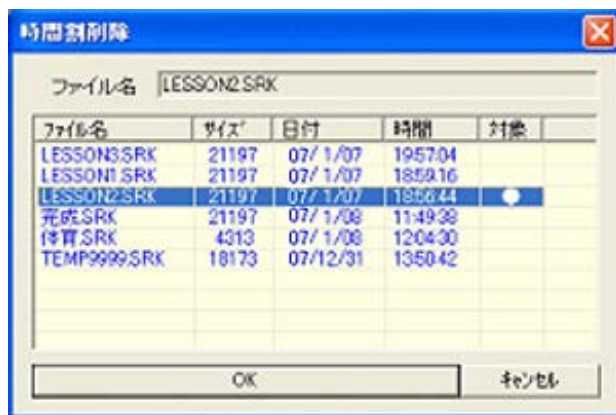 時間割削除
ファイル名 LESSON2.SRK
ファイル名 サイズ 日付 時間 対象
LESSON3.SRK 21197 07/ 1/07 19:57:04
LESSON1.SRK 21197 07/ 1/07 18:59:16
LESSON2.SRK 21197 07/ 1/07 18:56:44 ●
完成.SRK 21197 07/ 1/08 11:49:38
体育.SRK 4313 07/ 1/08 12:04:30
TEMP9999.SRK 18173 07/12/31 13:50:42
OK キャンセル